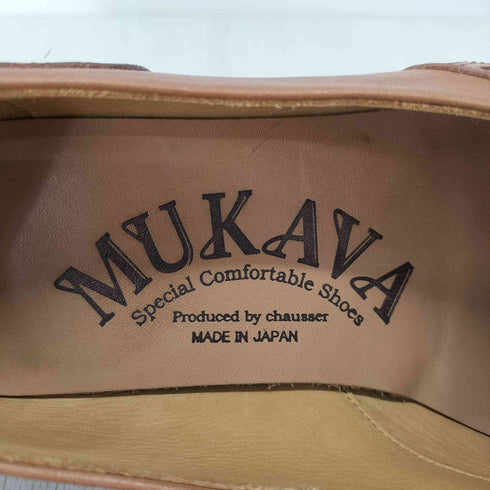 MUKAVA
Special Comfortable Shoes
Produced by chausser
MADE IN JAPAN